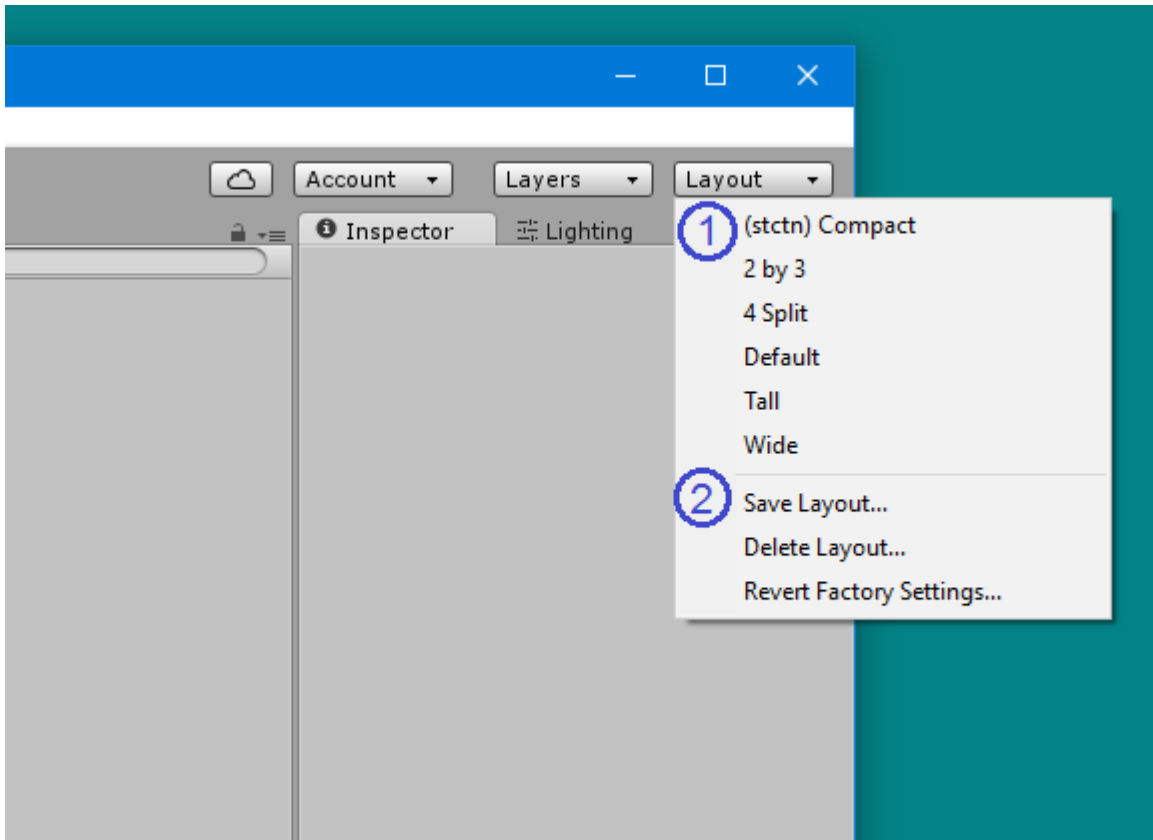 Account Layers Layout
Inspector Lighting
1 (stctn) Compact
2 by 3
4 Split
Default
Tall
Wide
2 Save Layout...
Delete Layout...
Revert Factory Settings...